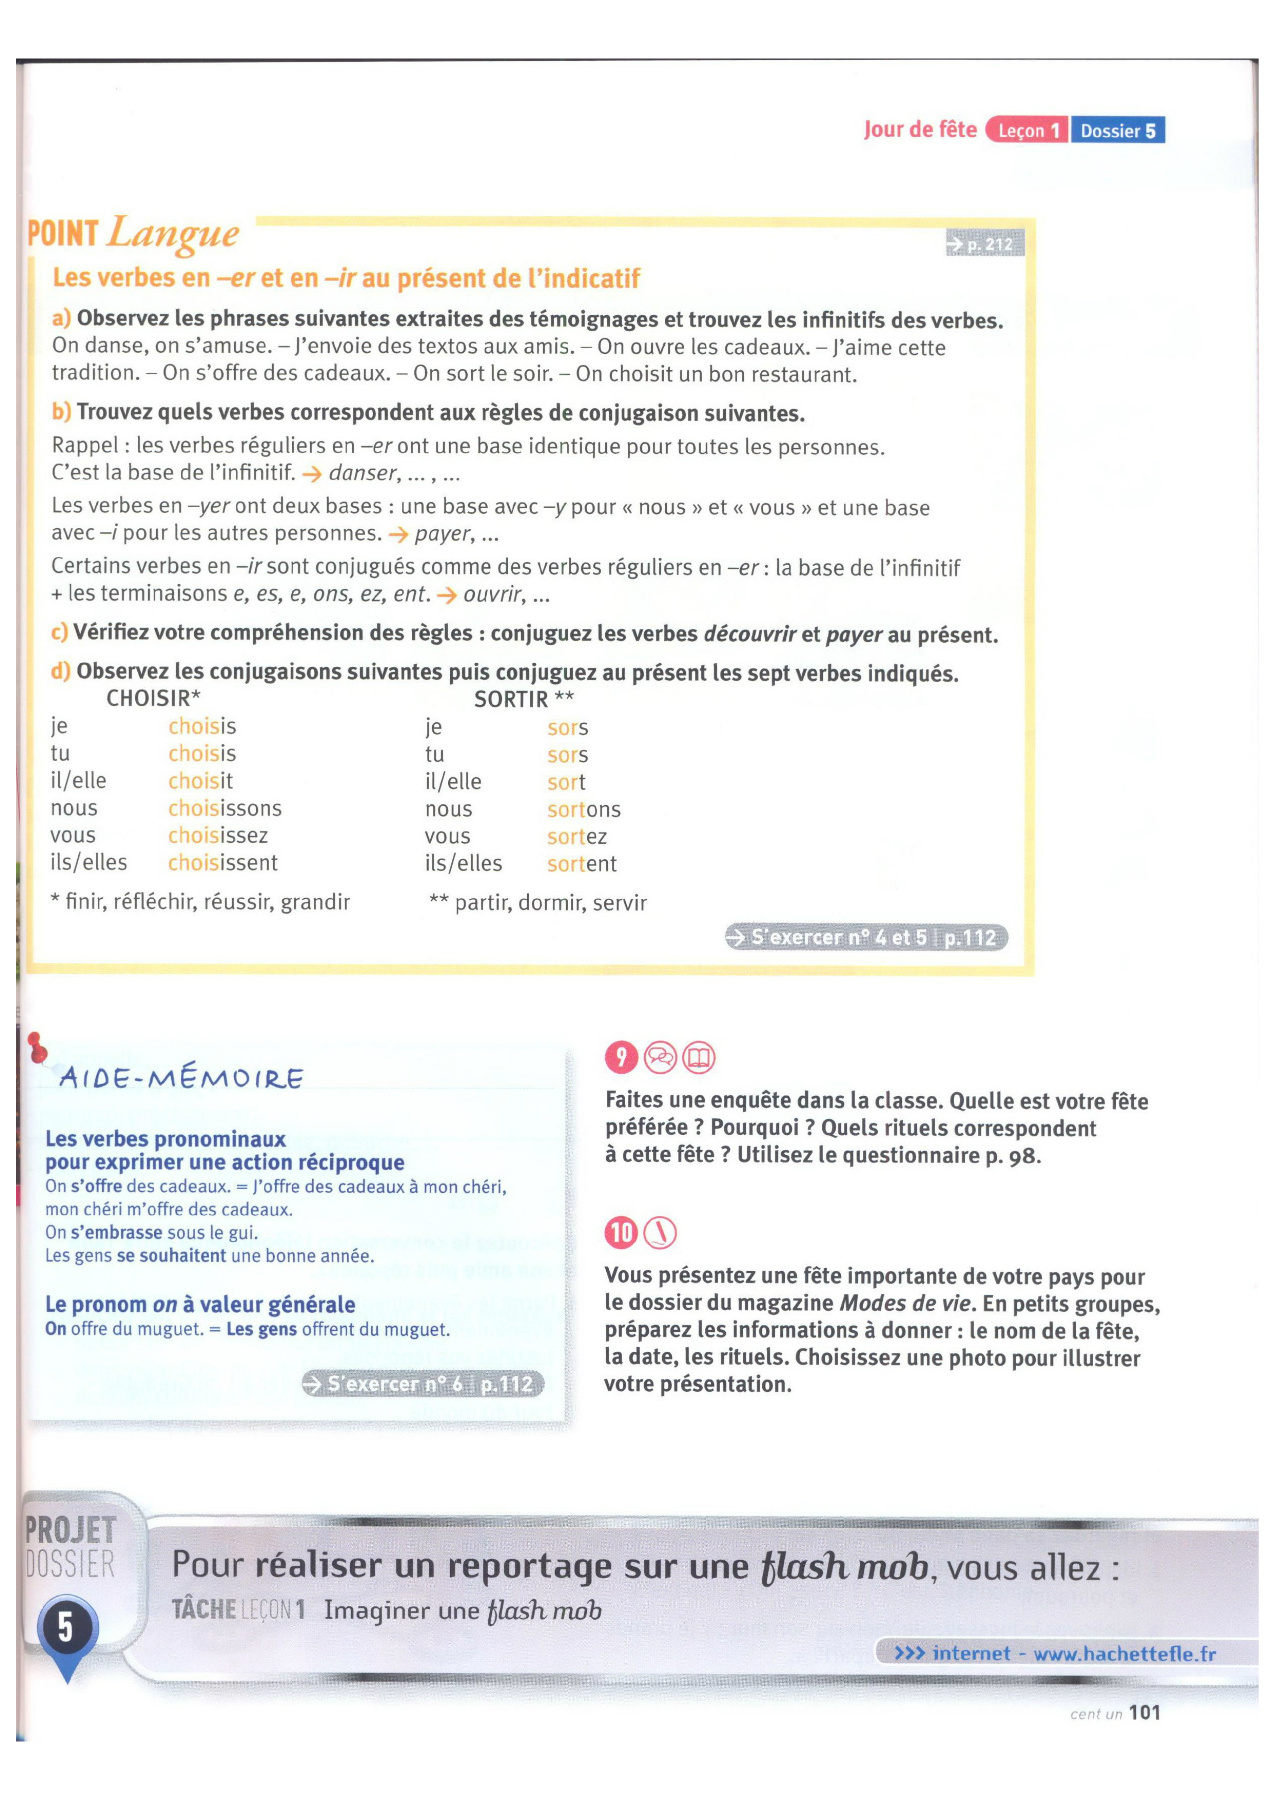 Jour de fête Leçon 1 Dossier 5
POINT Langue
→ p. 212
Les verbes en –er et en –ir au présent de l'indicatif
a) Observez les phrases suivantes extraites des témoignages et trouvez les infinitifs des verbes.
On danse, on s'amuse. – J'envoie des textos aux amis. – On ouvre les cadeaux. – J'aime cette
tradition. – On s'offre des cadeaux. – On sort le soir. – On choisit un bon restaurant.
b) Trouvez quels verbes correspondent aux règles de conjugaison suivantes.
Rappel : les verbes réguliers en –er ont une base identique pour toutes les personnes.
C'est la base de l'infinitif. → danser, ... , ...
Les verbes en –yer ont deux bases : une base avec –y pour « nous » et « vous » et une base
avec –i pour les autres personnes. → payer, ...
Certains verbes en –ir sont conjugués comme des verbes réguliers en –er : la base de l'infinitif
+ les terminaisons e, es, e, ons, ez, ent. → ouvrir, ...
c) Vérifiez votre compréhension des règles : conjuguez les verbes découvrir et payer au présent.
d) Observez les conjugaisons suivantes puis conjuguez au présent les sept verbes indiqués.
CHOISIR* SORTIR **
je choisis je sors
tu choisis tu sors
il/elle choisit il/elle sort
nous choisissons nous sortons
vous choisissez vous sortez
ils/elles choisissent ils/elles sortent
* finir, réfléchir, réussir, grandir ** partir, dormir, servir
→ S'exercer n° 4 et 5 | p.112
AIDE-MÉMOIRE
Les verbes pronominaux
pour exprimer une action réciproque
On s'offre des cadeaux. = J'offre des cadeaux à mon chéri,
mon chéri m'offre des cadeaux.
On s'embrasse sous le gui.
Les gens se souhaitent une bonne année.
Le pronom on à valeur générale
On offre du muguet. = Les gens offrent du muguet.
→ S'exercer n° 6 | p.112
9
Faites une enquête dans la classe. Quelle est votre fête
préférée ? Pourquoi ? Quels rituels correspondent
à cette fête ? Utilisez le questionnaire p. 98.
10
Vous présentez une fête importante de votre pays pour
le dossier du magazine Modes de vie. En petits groupes,
préparez les informations à donner : le nom de la fête,
la date, les rituels. Choisissez une photo pour illustrer
votre présentation.
PROJET
DOSSIER
5
Pour réaliser un reportage sur une flash mob, vous allez :
TÂCHE LEÇON 1 Imaginer une flash mob
>>> internet - www.hachettefle.fr
cent un 101